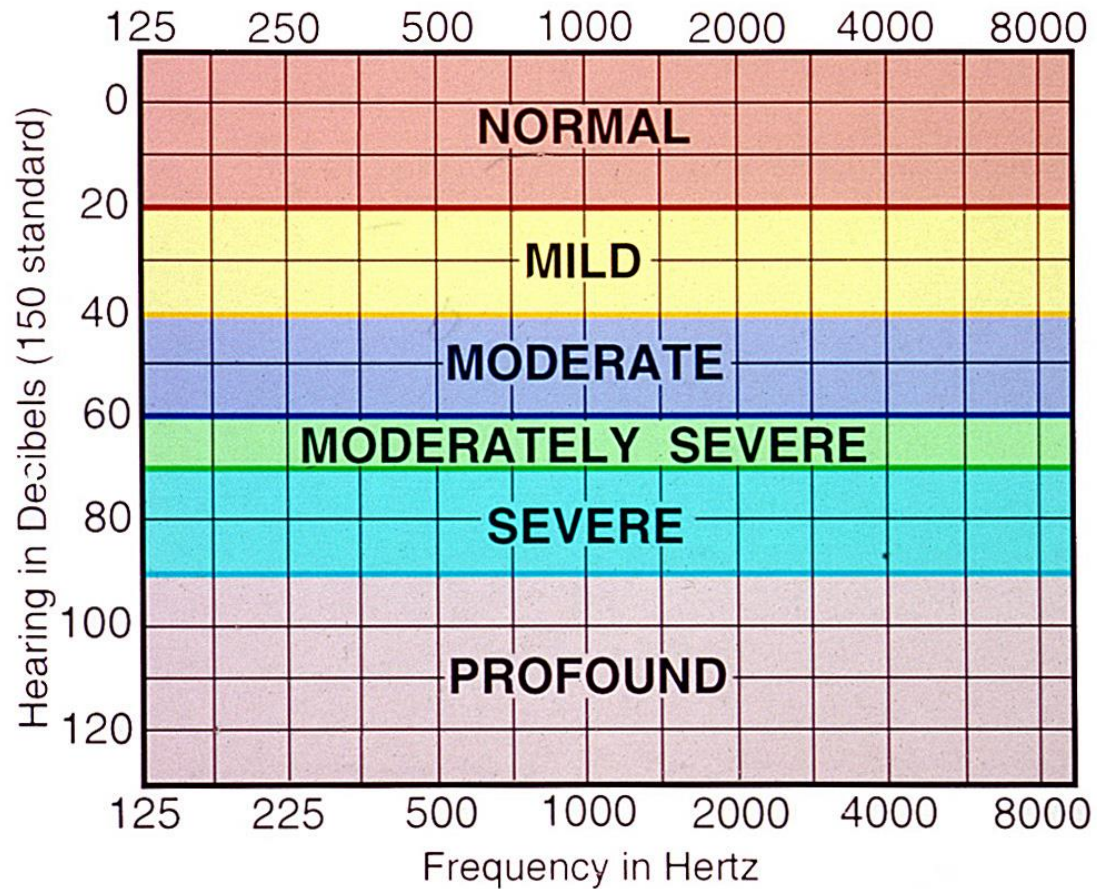 125 250 500 1000 2000 4000 8000
Hearing in Decibels (150 standard)
0
NORMAL
20
MILD
40
MODERATE
60
MODERATELY SEVERE
80
SEVERE
100
PROFOUND
120
125 225 500 1000 2000 4000 8000
Frequency in Hertz